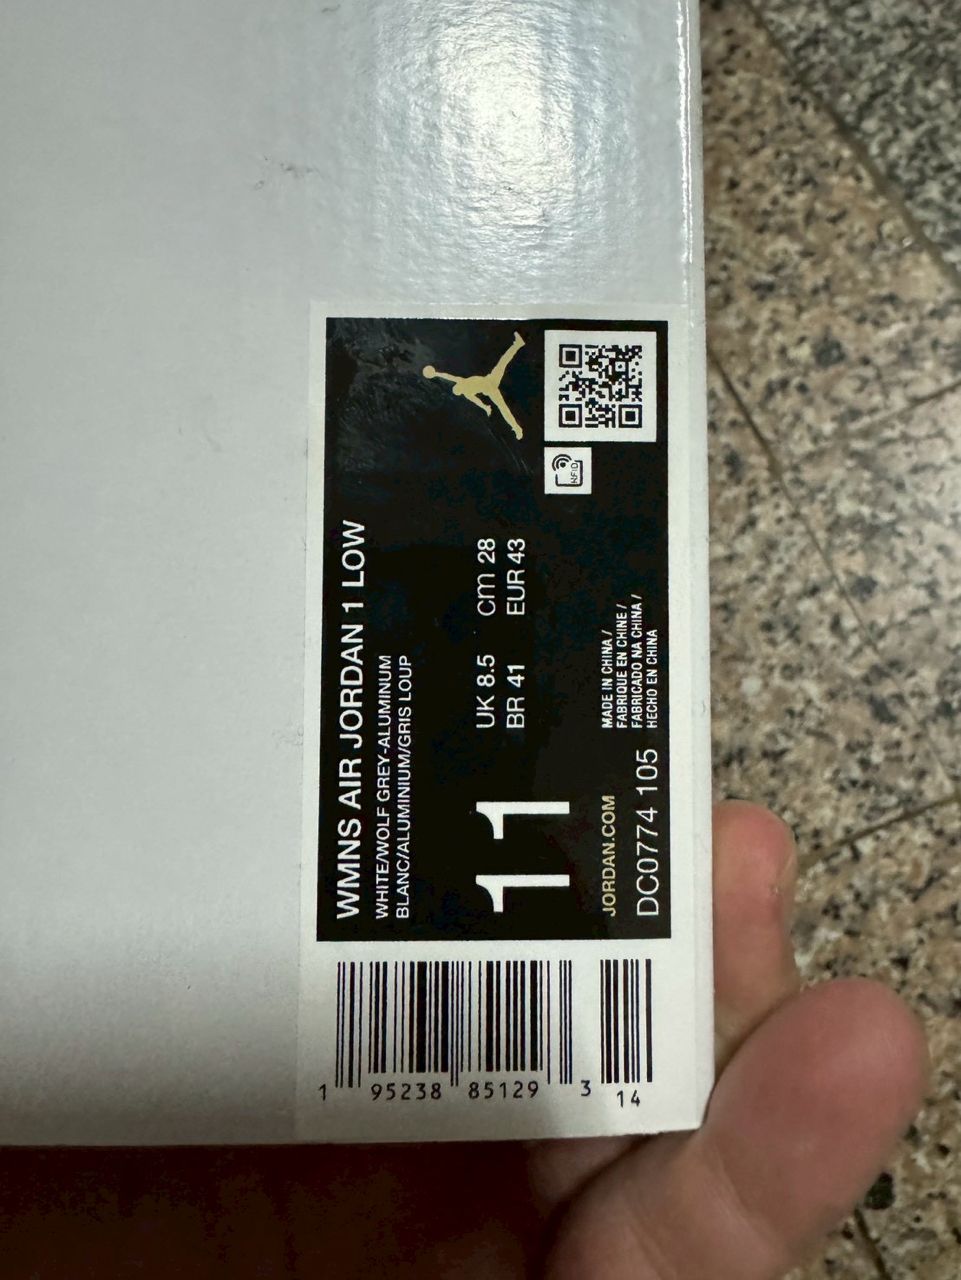 WMNS AIR JORDAN 1 LOW
WHITE/WOLF GREY-ALUMINUM
BLANC/ALUMINIUM/GRIS LOUP
11
UK 8.5 cm 28
BR 41 EUR 43
JORDAN.COM
DC0774 105
MADE IN CHINA /
FABRIQUE EN CHINE /
FABRICADO NA CHINA /
HECHO EN CHINA
RFID
1 95238 85129 3 14